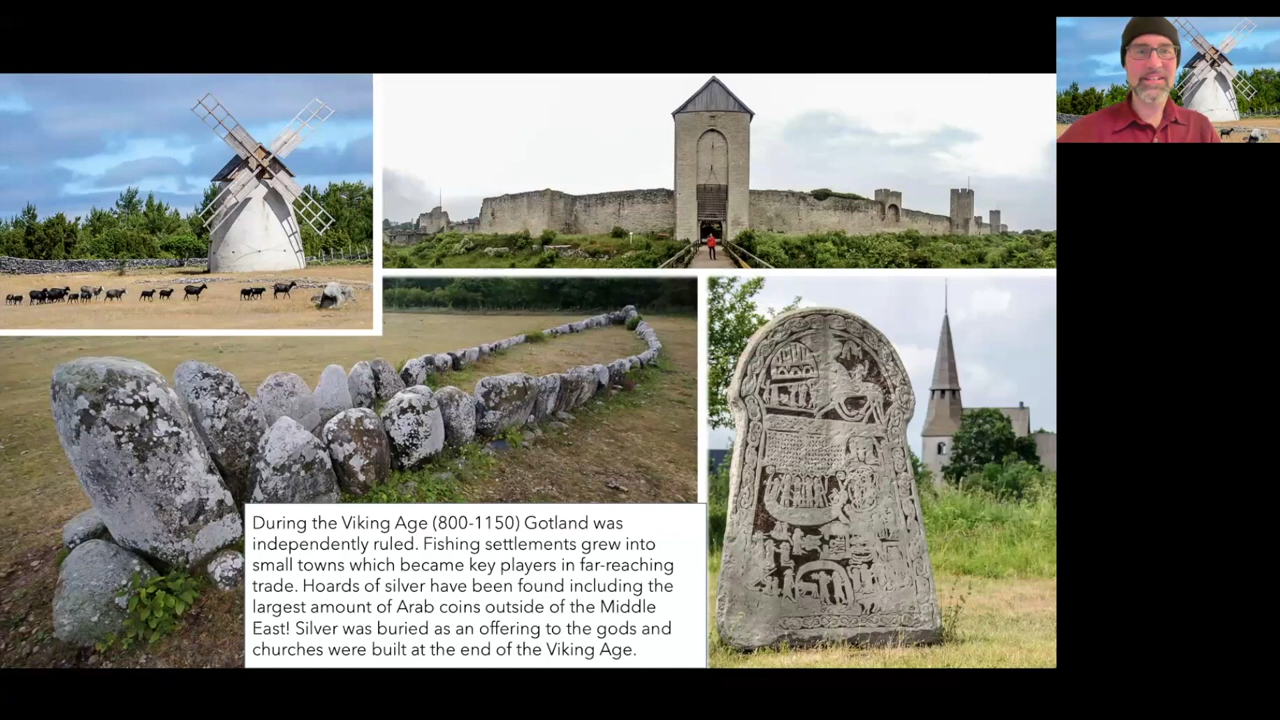 During the Viking Age (800-1150) Gotland was
independently ruled. Fishing settlements grew into
small towns which became key players in far-reaching
trade. Hoards of silver have been found including the
largest amount of Arab coins outside of the Middle
East! Silver was buried as an offering to the gods and
churches were built at the end of the Viking Age.